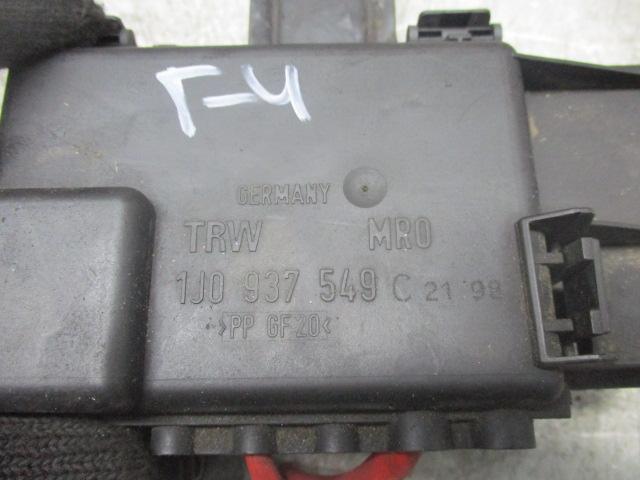 Г-4
GERMANY
TRW MRO
1J0 937 549 C 21 98
>PP GF20<